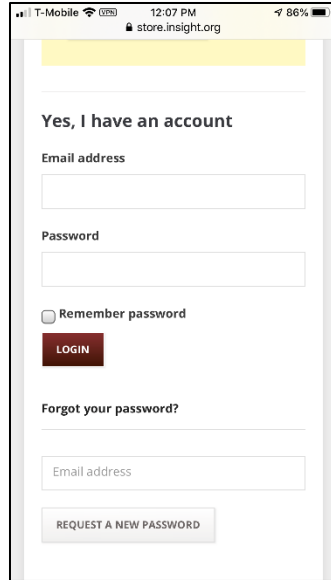 T-Mobile VPN 12:07 PM 86%
store.insight.org
Yes, I have an account
Email address
Password
Remember password
LOGIN
Forgot your password?
Email address
REQUEST A NEW PASSWORD